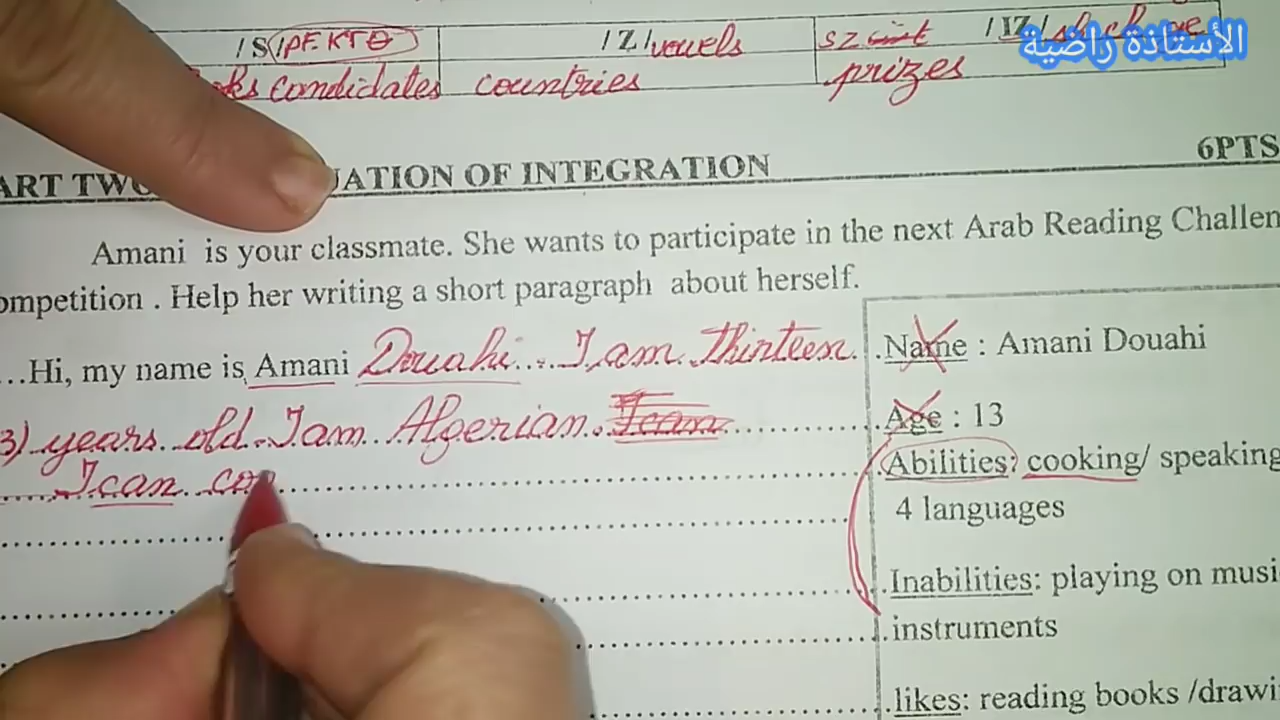 /S/PFKTθ /Z/vowels sz /IZ/
الأستاذة راضية
candidates countries prizes
ART TWO UATION OF INTEGRATION 6PTS
Amani is your classmate. She wants to participate in the next Arab Reading Challen
ompetition . Help her writing a short paragraph about herself.
...Hi, my name is Amani Douahi... I am thirteen. Name : Amani Douahi
3) years old. I am Algerian. Age : 13
I can co Abilities: cooking/ speaking
4 languages
Inabilities: playing on musi
instruments
likes: reading books /drawi